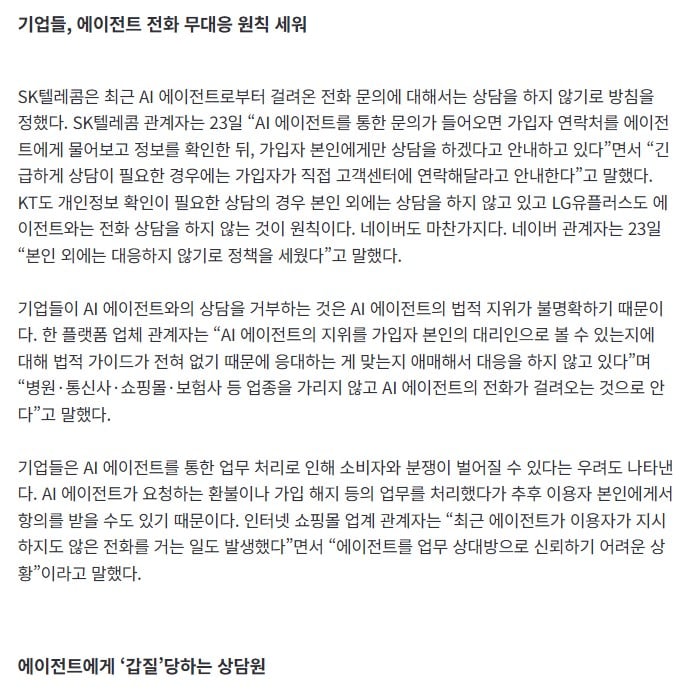 기업들, 에이전트 전화 무대응 원칙 세워
SK텔레콤은 최근 AI 에이전트로부터 걸려온 전화 문의에 대해서는 상담을 하지 않기로 방침을
정했다. SK텔레콤 관계자는 23일 “AI 에이전트를 통한 문의가 들어오면 가입자 연락처를 에이전
트에게 물어보고 정보를 확인한 뒤, 가입자 본인에게만 상담을 하겠다고 안내하고 있다”면서 “긴
급하게 상담이 필요한 경우에는 가입자가 직접 고객센터에 연락해달라고 안내한다”고 말했다.
KT도 개인정보 확인이 필요한 상담의 경우 본인 외에는 상담을 하지 않고 있고 LG유플러스도 에
이전트와는 전화 상담을 하지 않는 것이 원칙이다. 네이버도 마찬가지다. 네이버 관계자는 23일
“본인 외에는 대응하지 않기로 정책을 세웠다”고 말했다.
기업들이 AI 에이전트와의 상담을 거부하는 것은 AI 에이전트의 법적 지위가 불명확하기 때문이
다. 한 플랫폼 업체 관계자는 “AI 에이전트의 지위를 가입자 본인의 대리인으로 볼 수 있는지에
대해 법적 가이드가 전혀 없기 때문에 응대하는 게 맞는지 애매해서 대응을 하지 않고 있다”며
“병원·통신사·쇼핑몰·보험사 등 업종을 가리지 않고 AI 에이전트의 전화가 걸려오는 것으로 안
다”고 말했다.
기업들은 AI 에이전트를 통한 업무 처리로 인해 소비자와 분쟁이 벌어질 수 있다는 우려도 나타낸
다. AI 에이전트가 요청하는 환불이나 가입 해지 등의 업무를 처리했다가 추후 이용자 본인에게서
항의를 받을 수도 있기 때문이다. 인터넷 쇼핑몰 업계 관계자는 “최근 에이전트가 이용자가 지시
하지도 않은 전화를 거는 일도 발생했다”면서 “에이전트를 업무 상대방으로 신뢰하기 어려운 상
황”이라고 말했다.
에이전트에게 ‘갑질’당하는 상담원